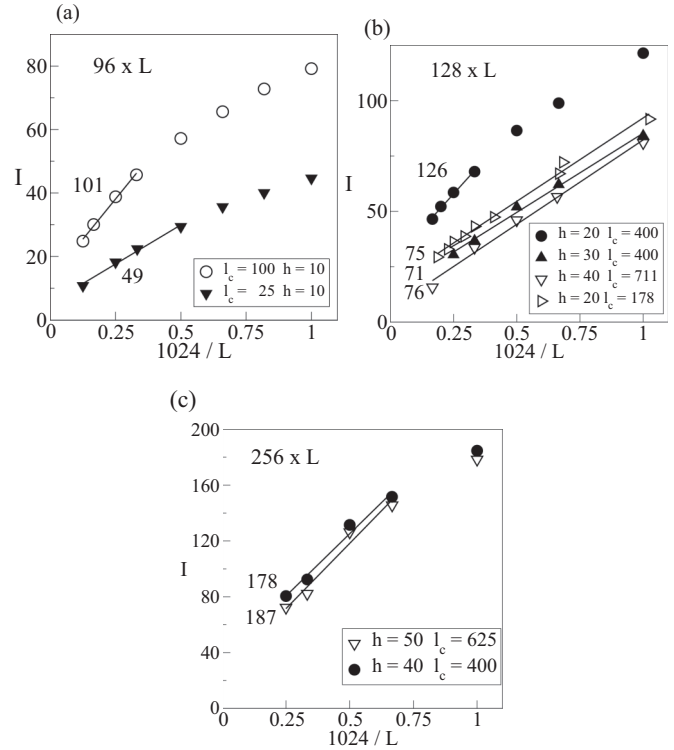 (a)
96 x L
I
80
60
40
20
0
101
49
l_c = 100 h = 10
l_c = 25 h = 10
0 0.25 0.5 0.75 1
1024 / L
(b)
128 x L
I
100
50
0
126
75
71
76
h = 20 l_c = 400
h = 30 l_c = 400
h = 40 l_c = 711
h = 20 l_c = 178
0 0.25 0.5 0.75 1
1024 / L
(c)
256 x L
I
200
160
120
80
40
0
178
187
h = 50 l_c = 625
h = 40 l_c = 400
0 0.25 0.5 0.75 1
1024 / L